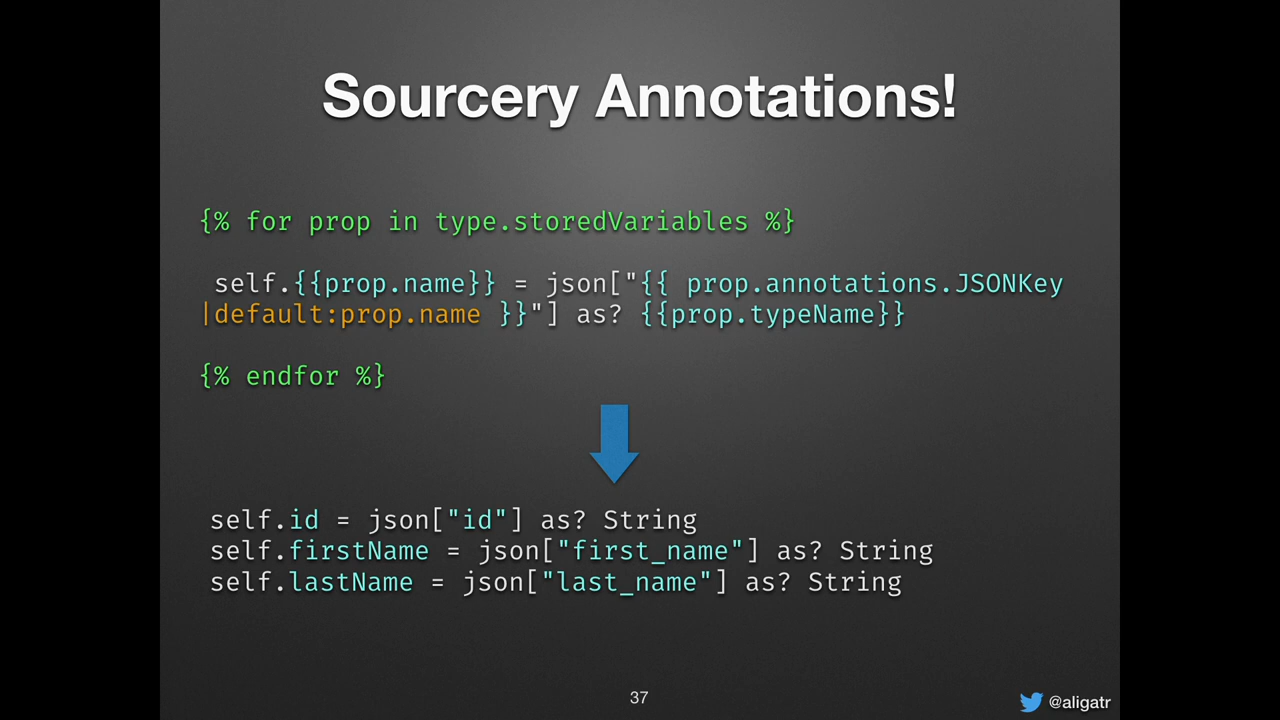 Sourcery Annotations!
{% for prop in type.storedVariables %}
self.{{prop.name}} = json["{{ prop.annotations.JSONKey
|default:prop.name }}"] as? {{prop.typeName}}
{% endfor %}
self.id = json["id"] as? String
self.firstName = json["first_name"] as? String
self.lastName = json["last_name"] as? String
37
@aligatr